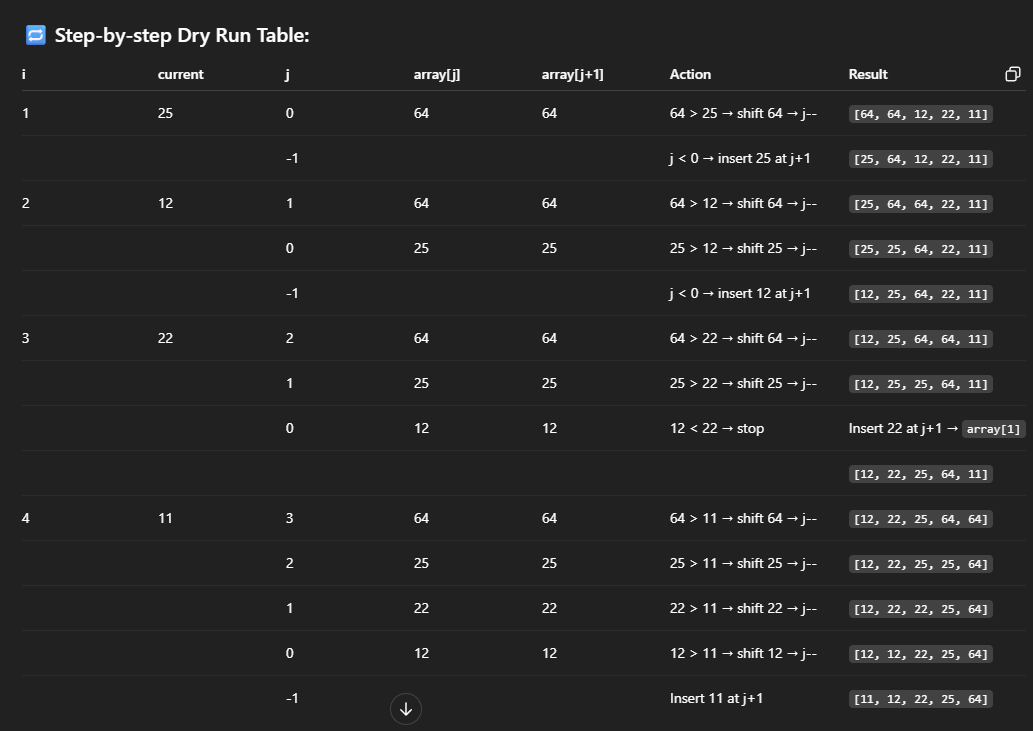 🔁 Step-by-step Dry Run Table:
i current j array[j] array[j+1] Action Result
1 25 0 64 64 64 > 25 → shift 64 → j-- [64, 64, 12, 22, 11]
-1 j < 0 → insert 25 at j+1 [25, 64, 12, 22, 11]
2 12 1 64 64 64 > 12 → shift 64 → j-- [25, 64, 64, 22, 11]
0 25 25 25 > 12 → shift 25 → j-- [25, 25, 64, 22, 11]
-1 j < 0 → insert 12 at j+1 [12, 25, 64, 22, 11]
3 22 2 64 64 64 > 22 → shift 64 → j-- [12, 25, 64, 64, 11]
1 25 25 25 > 22 → shift 25 → j-- [12, 25, 25, 64, 11]
0 12 12 12 < 22 → stop Insert 22 at j+1 → array[1]
[12, 22, 25, 64, 11]
4 11 3 64 64 64 > 11 → shift 64 → j-- [12, 22, 25, 64, 64]
2 25 25 25 > 11 → shift 25 → j-- [12, 22, 25, 25, 64]
1 22 22 22 > 11 → shift 22 → j-- [12, 22, 22, 25, 64]
0 12 12 12 > 11 → shift 12 → j-- [12, 12, 22, 25, 64]
-1 Insert 11 at j+1 [11, 12, 22, 25, 64]